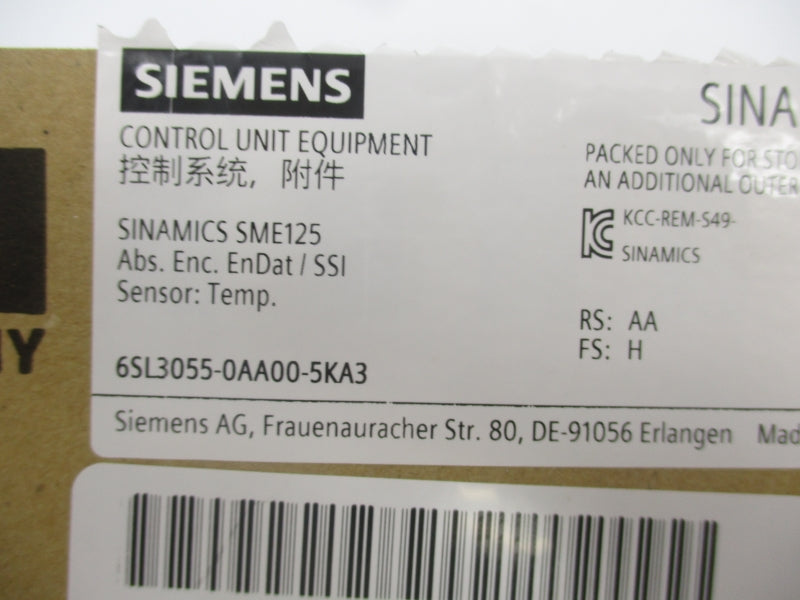 SIEMENS
SINA
CONTROL UNIT EQUIPMENT
控制系统, 附件
PACKED ONLY FOR STO
AN ADDITIONAL OUTER
KCC-REM-S49-
SINAMICS
SINAMICS SME125
Abs. Enc. EnDat / SSI
Sensor: Temp.
RS: AA
FS: H
6SL3055-0AA00-5KA3
Siemens AG, Frauenauracher Str. 80, DE-91056 Erlangen Mad